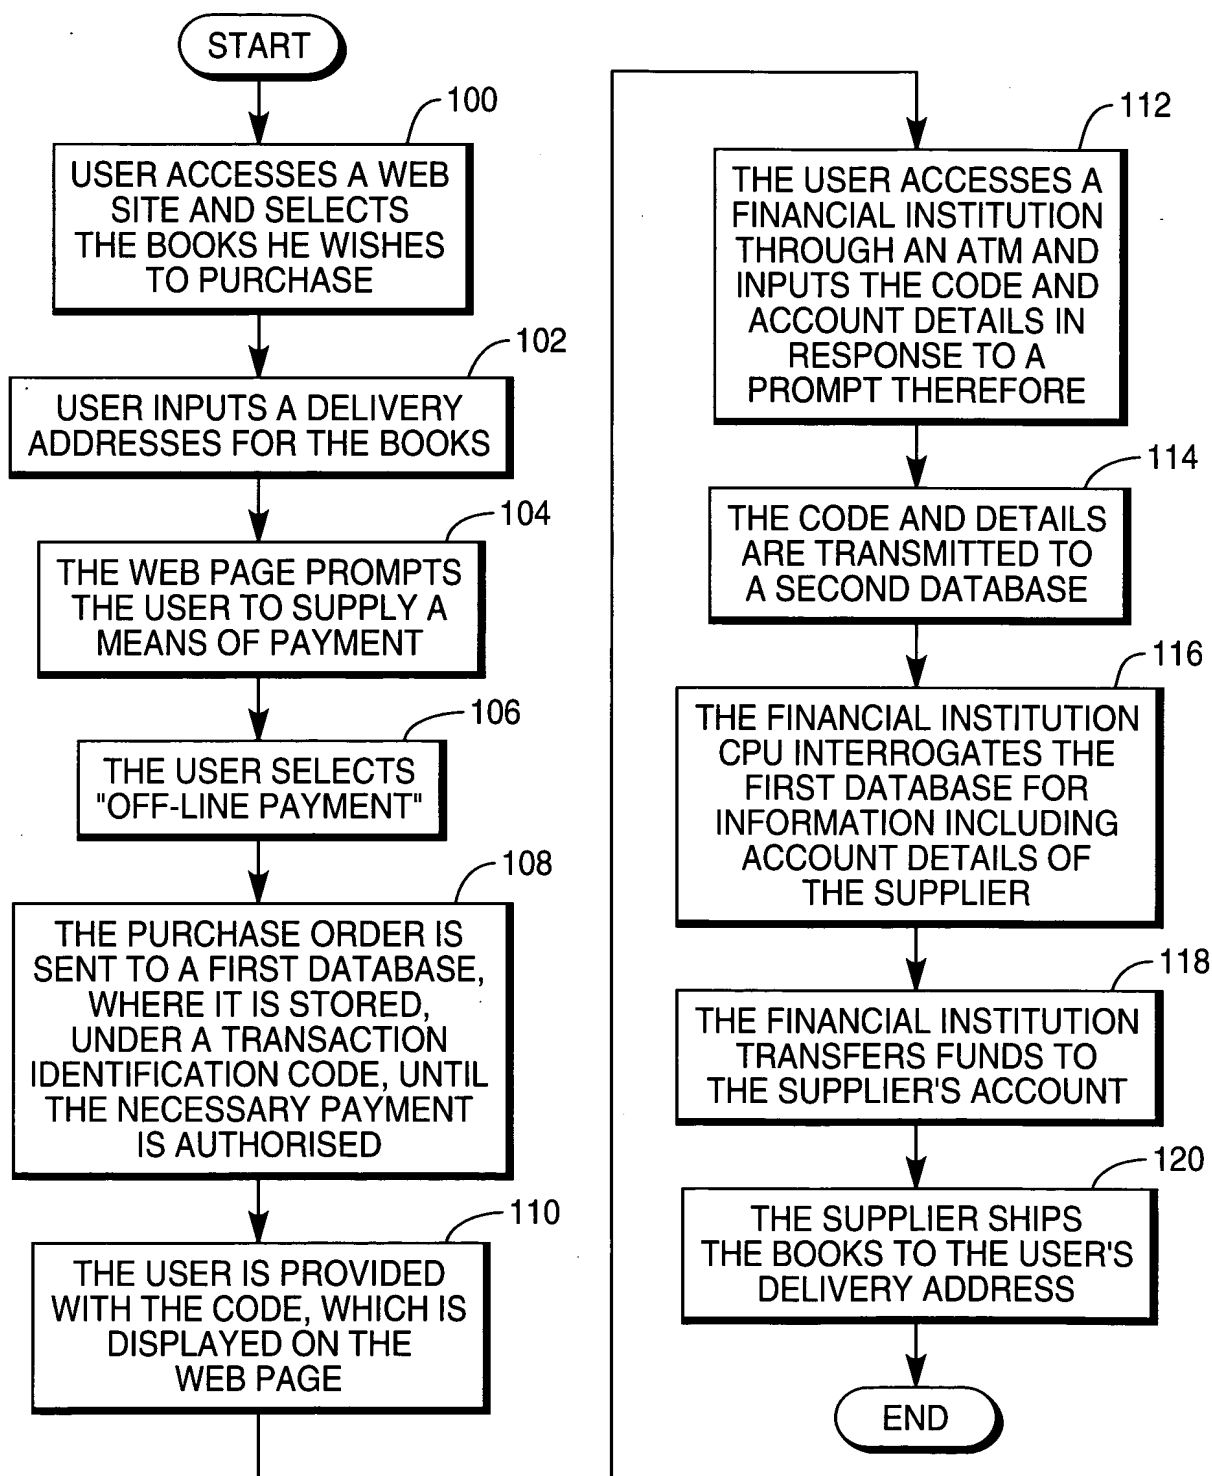 START
100
USER ACCESSES A WEB
SITE AND SELECTS
THE BOOKS HE WISHES
TO PURCHASE
102
USER INPUTS A DELIVERY
ADDRESSES FOR THE BOOKS
104
THE WEB PAGE PROMPTS
THE USER TO SUPPLY A
MEANS OF PAYMENT
106
THE USER SELECTS
"OFF-LINE PAYMENT"
108
THE PURCHASE ORDER IS
SENT TO A FIRST DATABASE,
WHERE IT IS STORED,
UNDER A TRANSACTION
IDENTIFICATION CODE, UNTIL
THE NECESSARY PAYMENT
IS AUTHORISED
110
THE USER IS PROVIDED
WITH THE CODE, WHICH IS
DISPLAYED ON THE
WEB PAGE
112
THE USER ACCESSES A
FINANCIAL INSTITUTION
THROUGH AN ATM AND
INPUTS THE CODE AND
ACCOUNT DETAILS IN
RESPONSE TO A
PROMPT THEREFORE
114
THE CODE AND DETAILS
ARE TRANSMITTED TO
A SECOND DATABASE
116
THE FINANCIAL INSTITUTION
CPU INTERROGATES THE
FIRST DATABASE FOR
INFORMATION INCLUDING
ACCOUNT DETAILS OF
THE SUPPLIER
118
THE FINANCIAL INSTITUTION
TRANSFERS FUNDS TO
THE SUPPLIER'S ACCOUNT
120
THE SUPPLIER SHIPS
THE BOOKS TO THE USER'S
DELIVERY ADDRESS
END